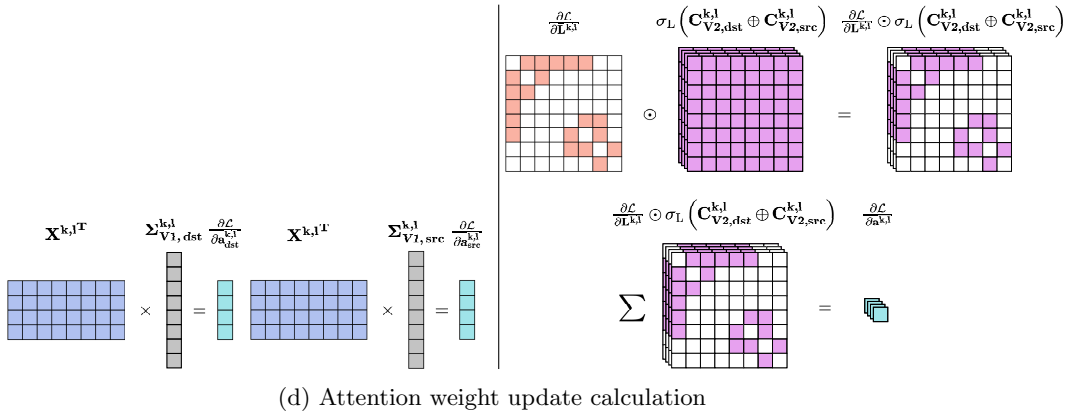 ∂𝓛/∂L^{k,l}
σ_L (C^{k,l}_{V2,dst} ⊕ C^{k,l}_{V2,src})
∂𝓛/∂L^{k,l} ⊙ σ_L (C^{k,l}_{V2,dst} ⊕ C^{k,l}_{V2,src})
⊙ =
∂𝓛/∂L^{k,l} ⊙ σ_L (C^{k,l}_{V2,dst} ⊕ C^{k,l}_{V2,src})
∂𝓛/∂a^{k,l}
∑ =
X^{k,l^T} Σ^{k,l}_{V1,dst} ∂𝓛/∂a^{k,l}_{dst} X^{k,l^T} Σ^{k,l}_{V1,src} ∂𝓛/∂a^{k,l}_{src}
× = × =
(d) Attention weight update calculation